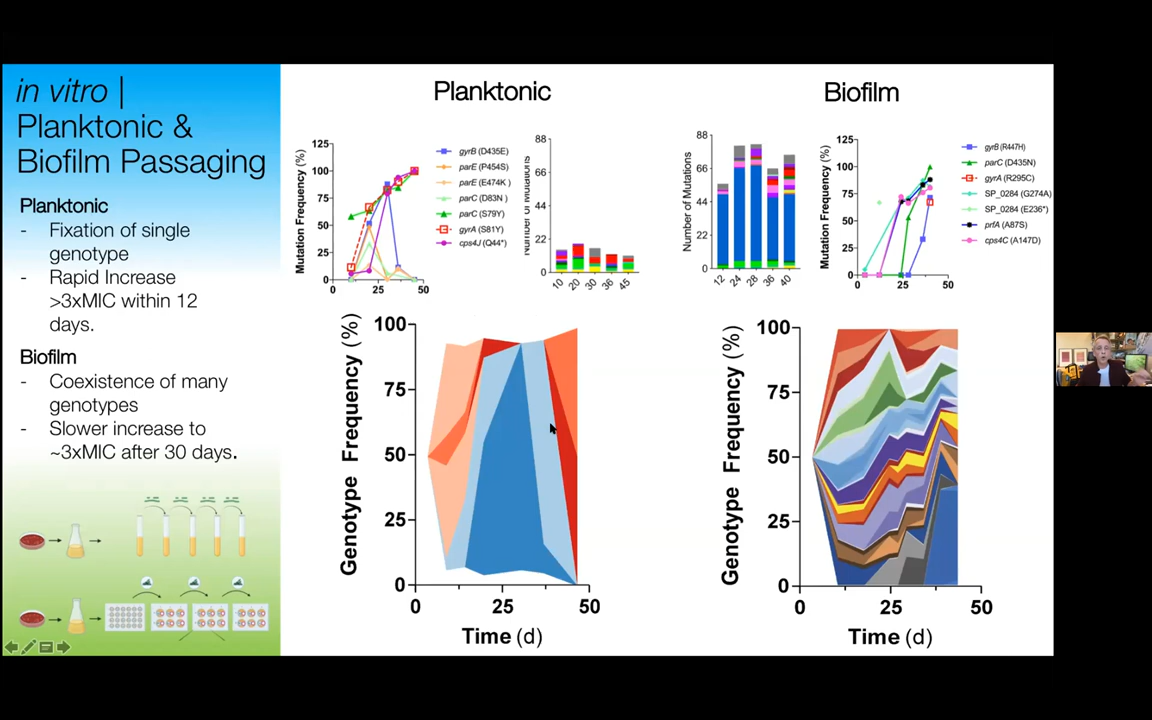 in vitro |
Planktonic &
Biofilm Passaging
Planktonic
- Fixation of single
genotype
- Rapid Increase
>3xMIC within 12
days.
Biofilm
- Coexistence of many
genotypes
- Slower increase to
~3xMIC after 30 days.
Planktonic
Mutation Frequency (%)
125
100
75
50
25
0
0
25
50
gyrB (D435E)
parE (P454S)
parE (E474K )
parC (D83N )
parC (S79Y)
gyrA (S81Y)
cps4J (Q44*)
Number of Mutations
88
66
44
22
0
10
20
30
36
45
Genotype Frequency (%)
100
75
50
25
0
0
25
50
Time (d)
Biofilm
Number of Mutations
88
66
44
22
0
12
24
28
36
40
Mutation Frequency (%)
125
100
75
50
25
0
0
25
50
gyrB (R447H)
parC (D435N)
gyrA (R295C)
SP_0284 (G274A)
SP_0284 (E236*)
prfA (A87S)
cps4C (A147D)
Genotype Frequency (%)
100
75
50
25
0
0
25
50
Time (d)